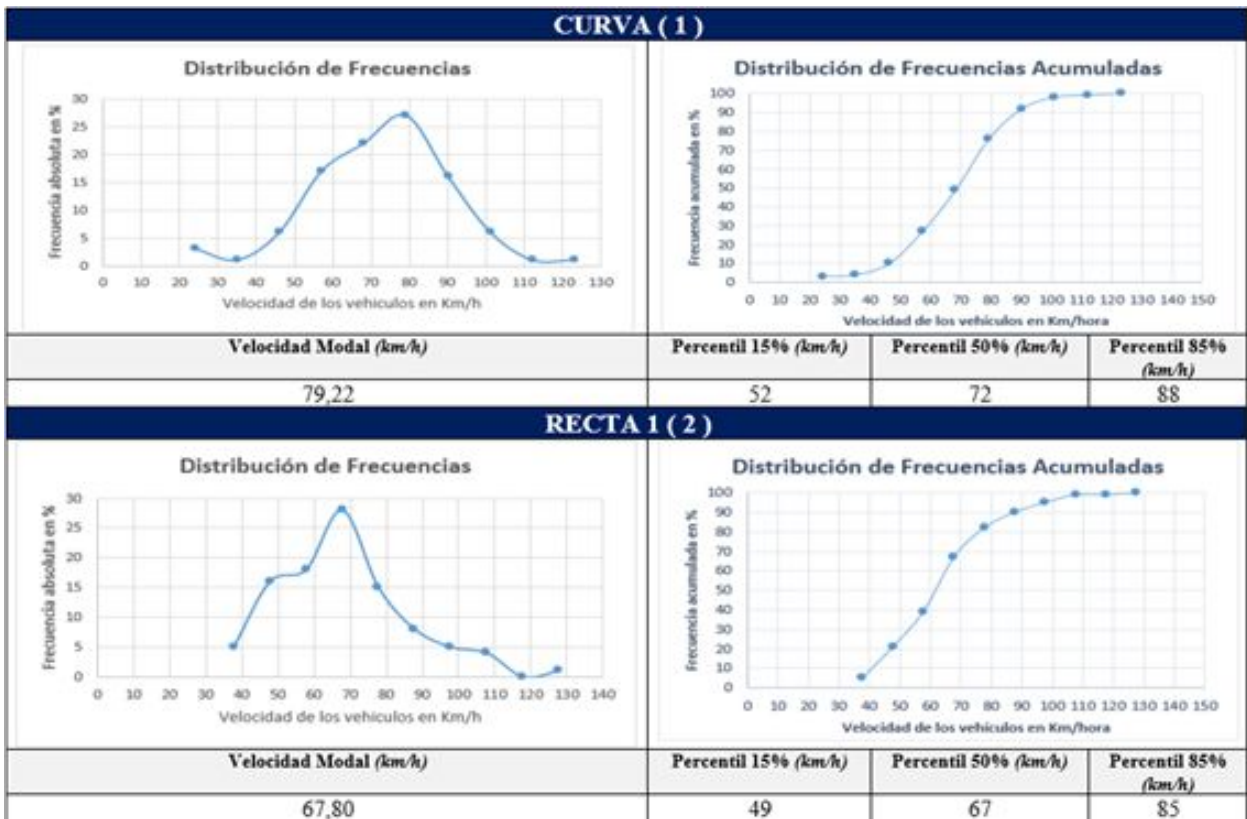 CURVA ( 1 )
Distribución de Frecuencias
Frecuencia absoluta en %
30
25
20
15
10
5
0
0 10 20 30 40 50 60 70 80 90 100 110 120 130
Velocidad de los vehiculos en Km/h
Distribución de Frecuencias Acumuladas
Frecuencia acumulada en %
100
90
80
70
60
50
40
30
20
10
0
0 10 20 30 40 50 60 70 80 90 100 110 120 130 140 150
Velocidad de los vehiculos en Km/hora
Velocidad Modal (km/h) Percentil 15% (km/h) Percentil 50% (km/h) Percentil 85%
(km/h)
79,22 52 72 88
RECTA 1 ( 2 )
Distribución de Frecuencias
Frecuencia absoluta en %
30
25
20
15
10
5
0
0 10 20 30 40 50 60 70 80 90 100 110 120 130 140
Velocidad de los vehiculos en Km/h
Distribución de Frecuencias Acumuladas
Frecuencia acumulada en %
100
90
80
70
60
50
40
30
20
10
0
0 10 20 30 40 50 60 70 80 90 100 110 120 130 140 150
Velocidad de los vehiculos en Km/hora
Velocidad Modal (km/h) Percentil 15% (km/h) Percentil 50% (km/h) Percentil 85%
(km/h)
67,80 49 67 85